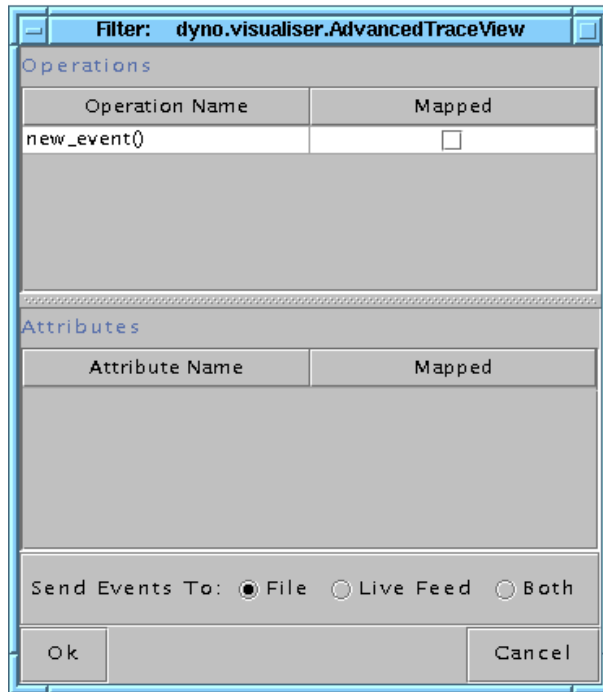 Filter: dyno.visualiser.AdvancedTraceView
Operations
Operation Name Mapped
new_event()
Attributes
Attribute Name Mapped
Send Events To: File Live Feed Both
Ok Cancel